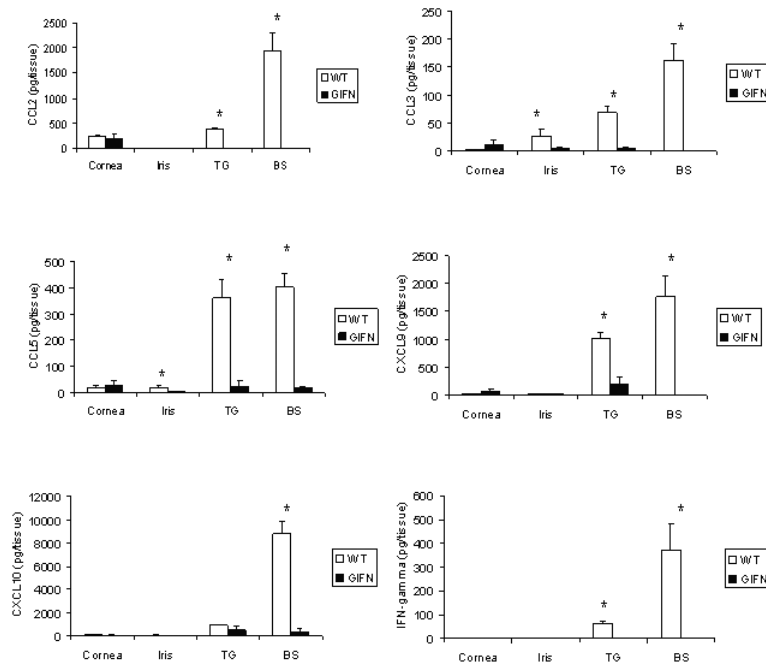 CCL2 (pg/tissue)
2500
2000
1500
1000
500
0
*
*
WT
GIFN
Cornea Iris TG BS
CCL3 (pg/tissue)
250
200
150
100
50
0
*
*
*
WT
GIFN
Cornea Iris TG BS
CCL5 (pg/tissue)
500
400
300
200
100
0
*
*
*
WT
GIFN
Cornea Iris TG BS
CXCL9 (pg/tissue)
2500
2000
1500
1000
500
0
*
*
WT
GIFN
Cornea Iris TG BS
CXCL10 (pg/tissue)
12000
10000
8000
6000
4000
2000
0
*
WT
GIFN
Cornea Iris TG BS
IFN-gamma (pg/tissue)
600
500
400
300
200
100
0
*
*
WT
GIFN
Cornea Iris TG BS